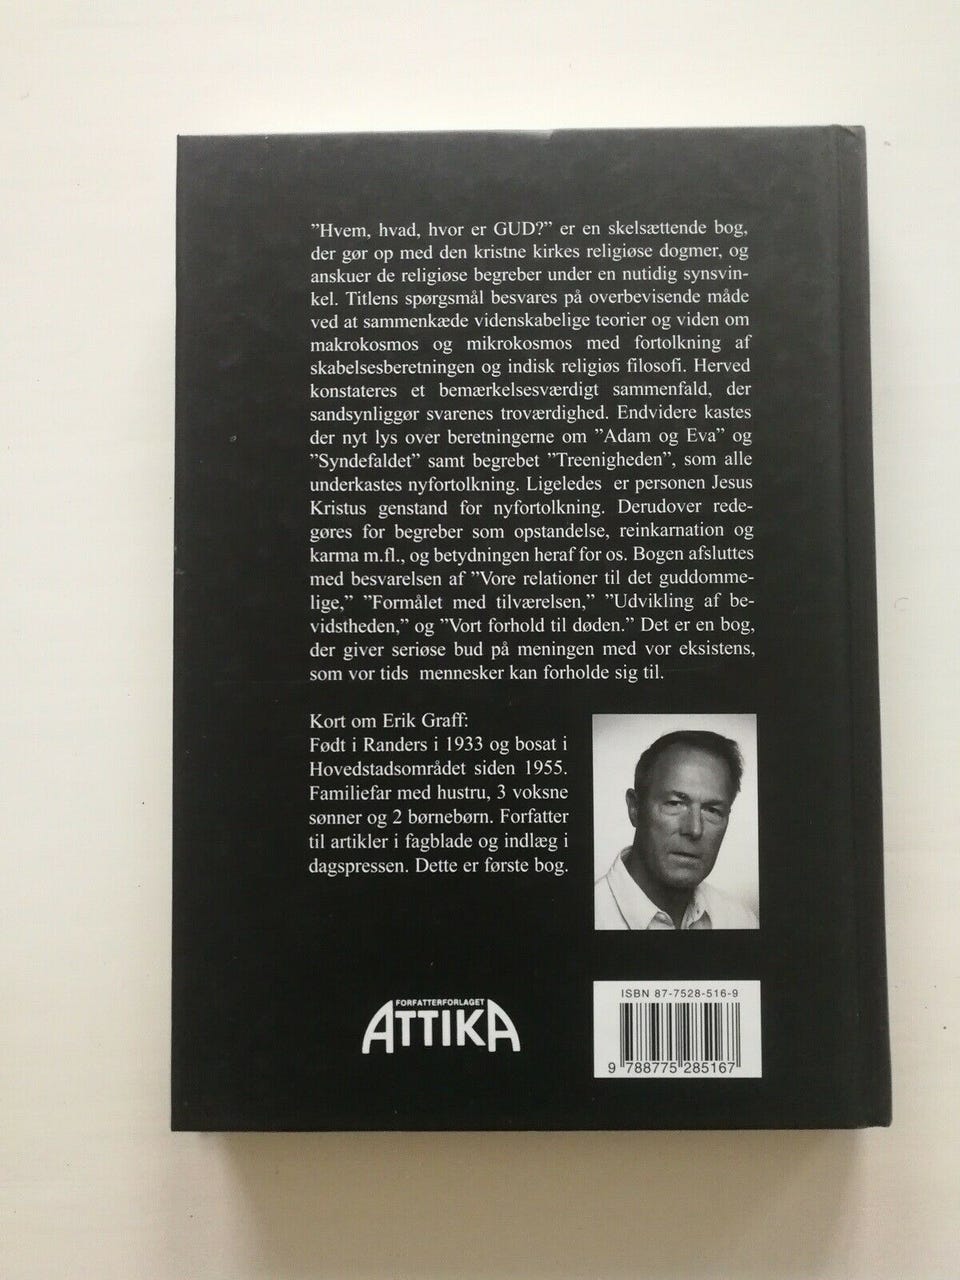 ”Hvem, hvad, hvor er GUD?” er en skelsættende bog,
der gør op med den kristne kirkes religiøse dogmer, og
anskuer de religiøse begreber under en nutidig synsvin-
kel. Titlens spørgsmål besvares på overbevisende måde
ved at sammenkæde videnskabelige teorier og viden om
makrokosmos og mikrokosmos med fortolkning af
skabelsesberetningen og indisk religiøs filosofi. Herved
konstateres et bemærkelsesværdigt sammenfald, der
sandsynliggør svarenes troværdighed. Endvidere kastes
der nyt lys over beretningerne om ”Adam og Eva” og
”Syndefaldet” samt begrebet ”Treenigheden”, som alle
underkastes nyfortolkning. Ligeledes er personen Jesus
Kristus genstand for nyfortolkning. Derudover rede-
gøres for begreber som opstandelse, reinkarnation og
karma m.fl., og betydningen heraf for os. Bogen afsluttes
med besvarelsen af ”Vore relationer til det guddomme-
lige,” ”Formålet med tilværelsen,” ”Udvikling af be-
vidstheden,” og ”Vort forhold til døden.” Det er en bog,
der giver seriøse bud på meningen med vor eksistens,
som vor tids mennesker kan forholde sig til.
Kort om Erik Graff:
Født i Randers i 1933 og bosat i
Hovedstadsområdet siden 1955.
Familiefar med hustru, 3 voksne
sønner og 2 børnebørn. Forfatter
til artikler i fagblade og indlæg i
dagspressen. Dette er første bog.
FORFATTERFORLAGET
ATTIKA
ISBN 87-7528-516-9
9 788775 285167